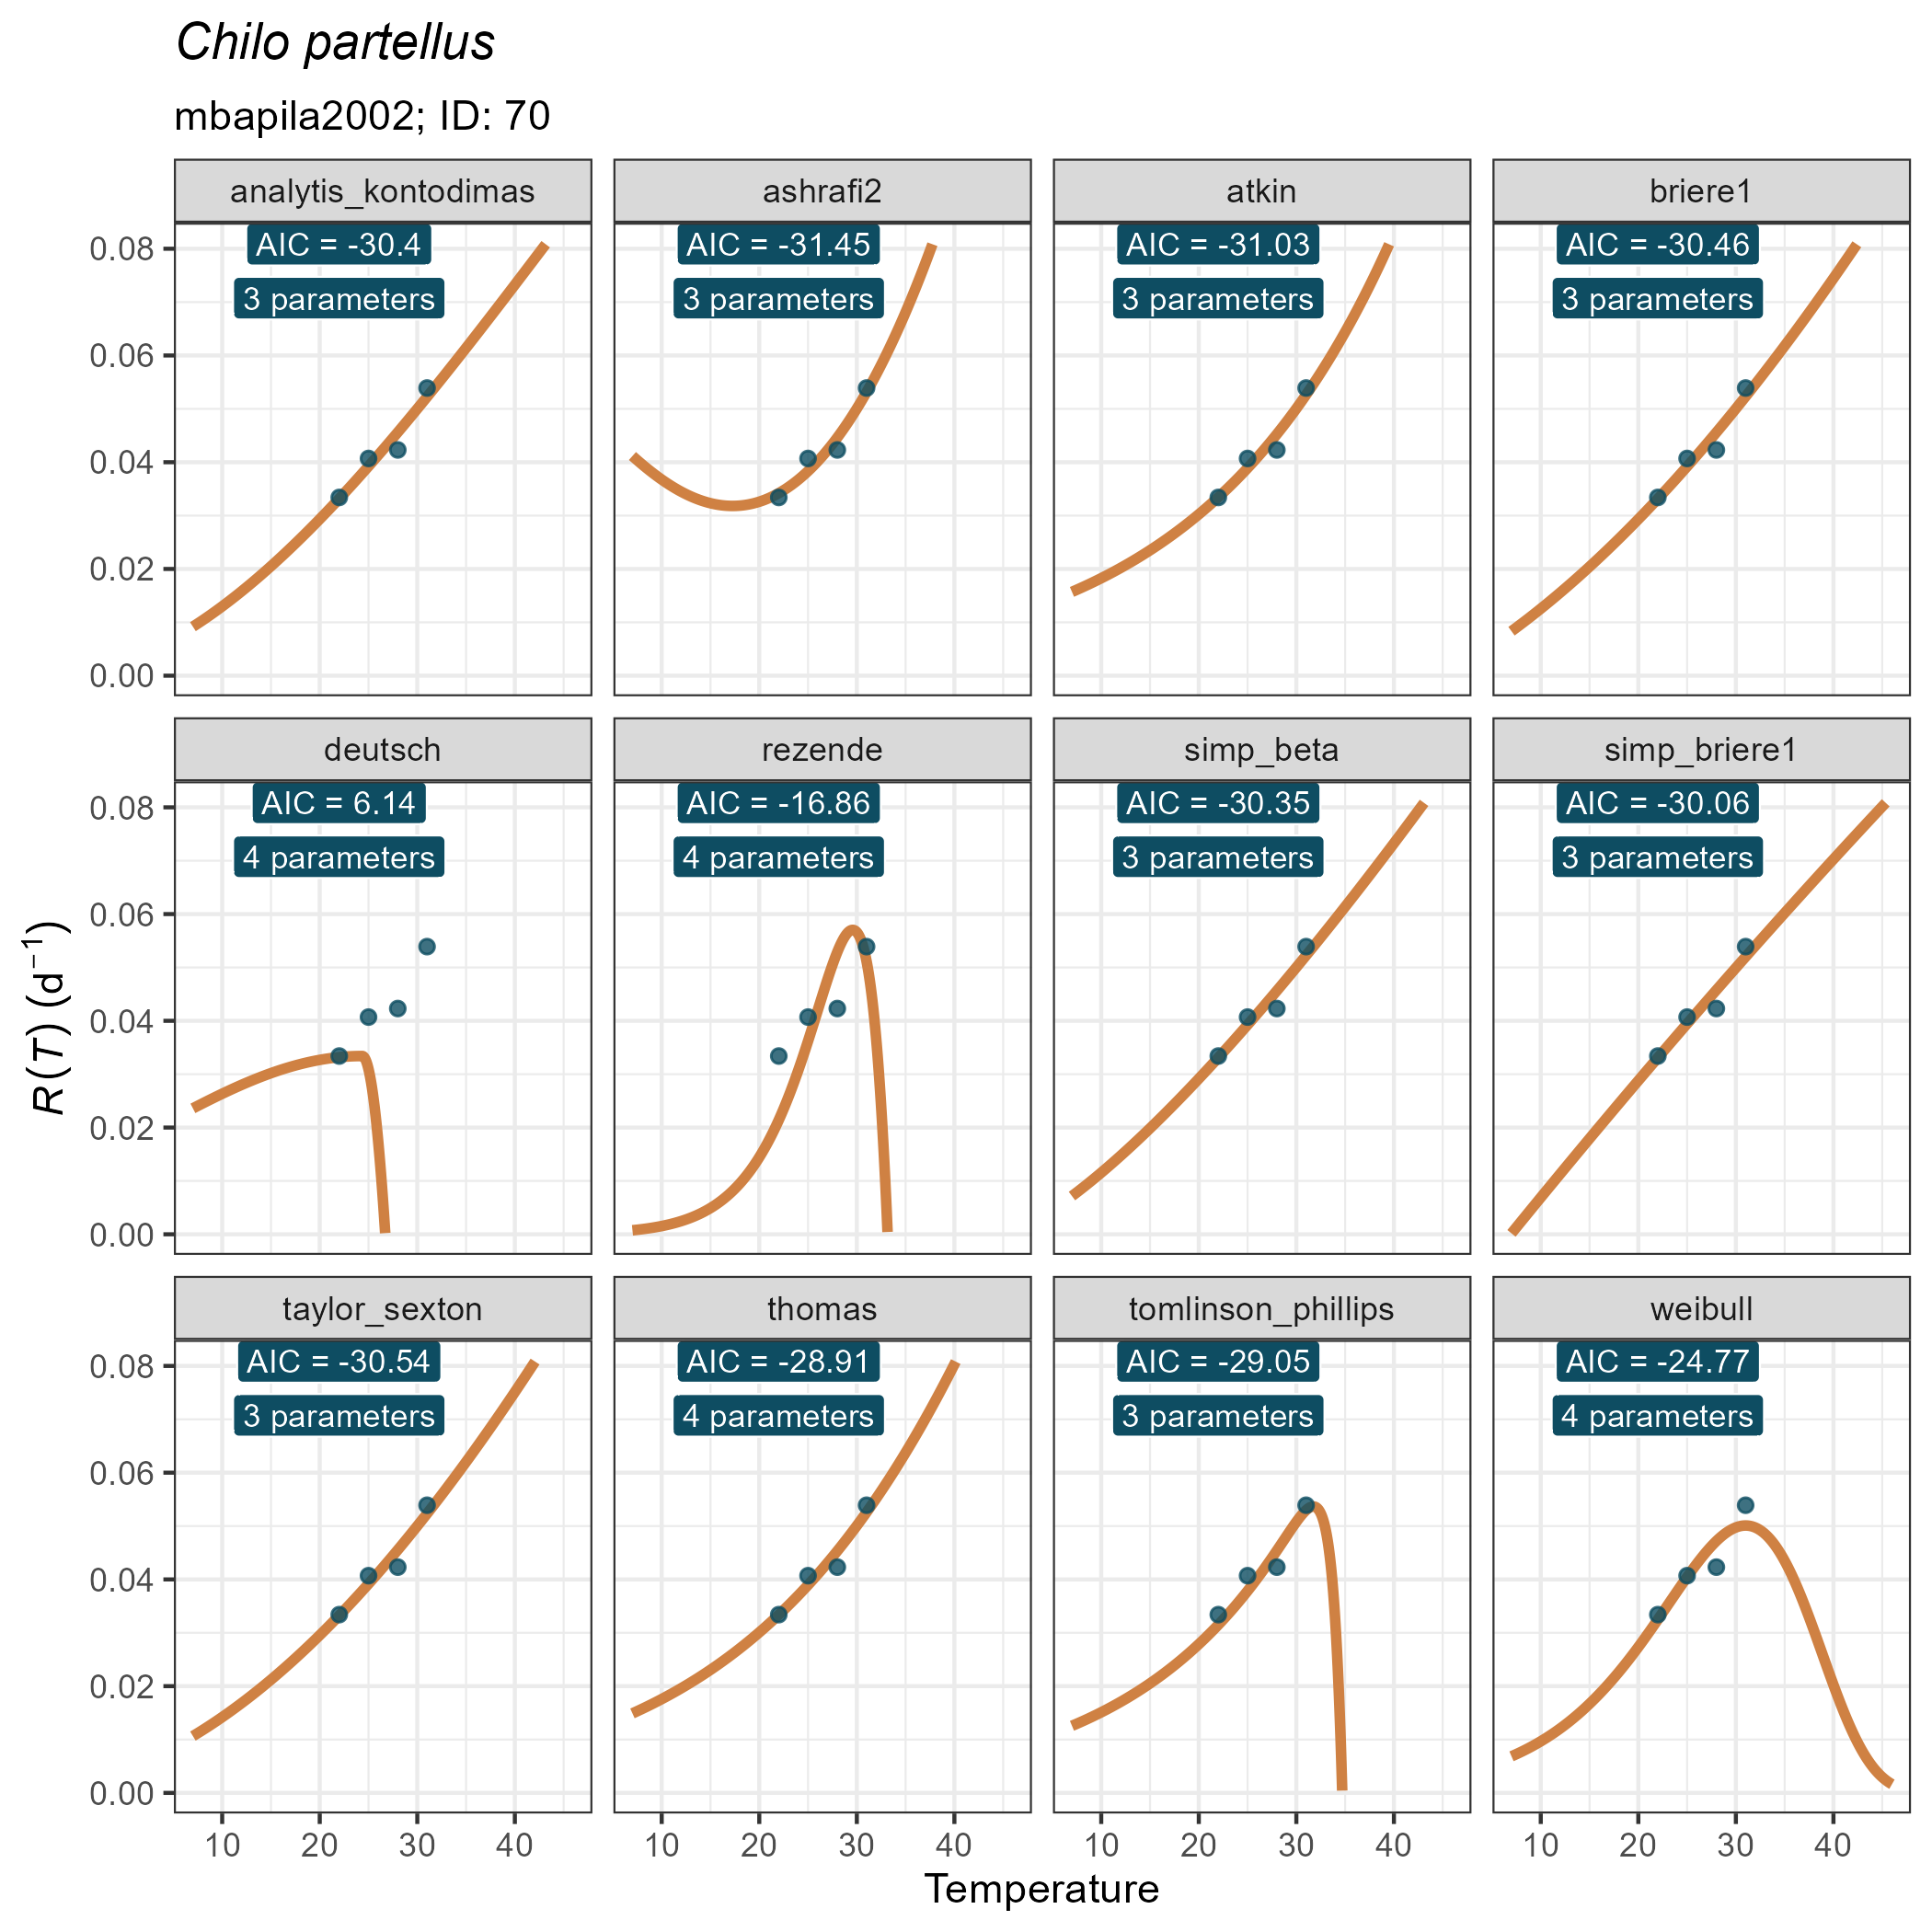 Chilo partellus
mbapila2002; ID: 70
analytis_kontodimas
ashrafi2
atkin
briere1
AIC = -30.4
3 parameters
AIC = -31.45
3 parameters
AIC = -31.03
3 parameters
AIC = -30.46
3 parameters
0.08
0.06
0.04
0.02
0.00
deutsch
rezende
simp_beta
simp_briere1
AIC = 6.14
4 parameters
AIC = -16.86
4 parameters
AIC = -30.35
3 parameters
AIC = -30.06
3 parameters
0.08
0.06
0.04
0.02
0.00
R(T) (d⁻¹)
taylor_sexton
thomas
tomlinson_phillips
weibull
AIC = -30.54
3 parameters
AIC = -28.91
4 parameters
AIC = -29.05
3 parameters
AIC = -24.77
4 parameters
0.08
0.06
0.04
0.02
0.00
10 20 30 40
10 20 30 40
10 20 30 40
10 20 30 40
Temperature